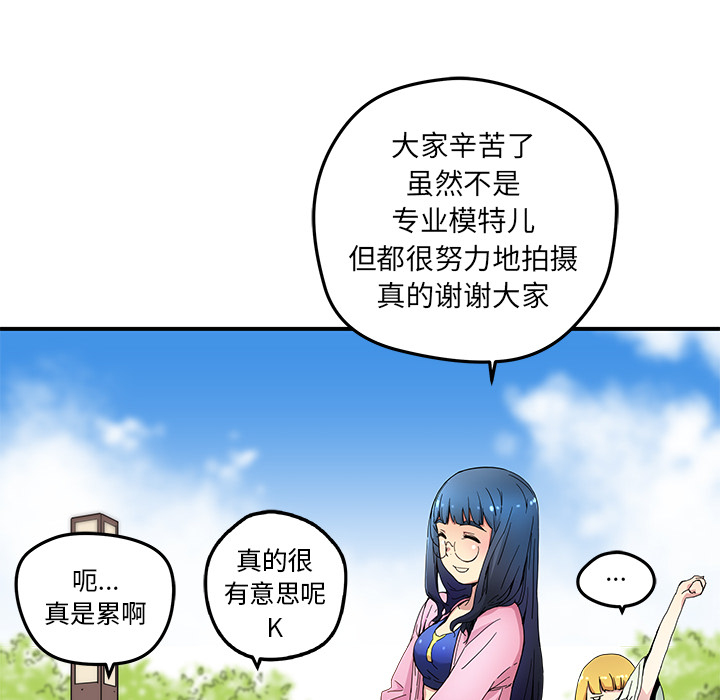 大家辛苦了
虽然不是
专业模特儿
但都很努力地拍摄
真的谢谢大家
呃...
真是累啊
真的很
有意思呢
K
...